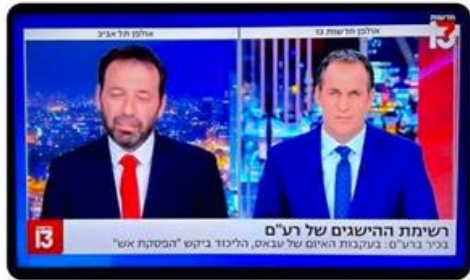 חדשות
13
אולפן תל אביב
אולפן חדשות 13
רשימת ההישגים של רע"ם
בכיר ברע"ם: בעקבות האיום של עבאס, הליכוד ביקש "הפסקת אש"
13